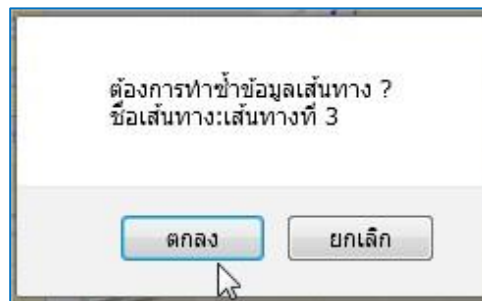 ต้องการทำซ้ำข้อมูลเส้นทาง ?
ชื่อเส้นทาง:เส้นทางที่ 3
ตกลง
ยกเลิก